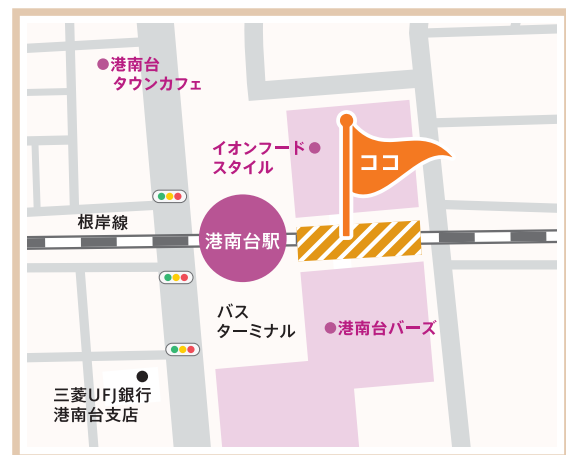 港南台
タウンカフェ
イオンフード
スタイル
ココ
根岸線
港南台駅
バス
ターミナル
港南台バーズ
三菱UFJ銀行
港南台支店